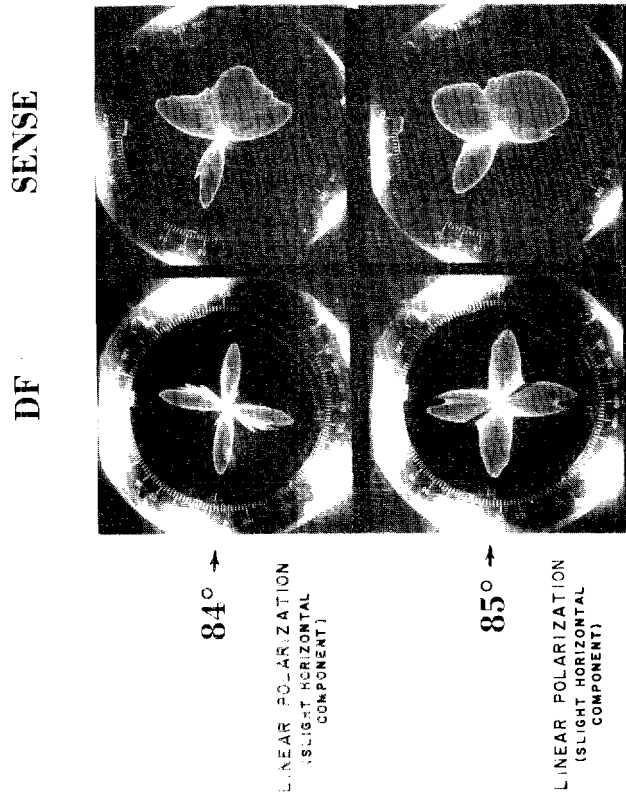 DF
SENSE
84° →
LINEAR POLARIZATION
(SLIGHT HORIZONTAL
COMPONENT)
85° →
LINEAR POLARIZATION
(SLIGHT HORIZONTAL
COMPONENT)